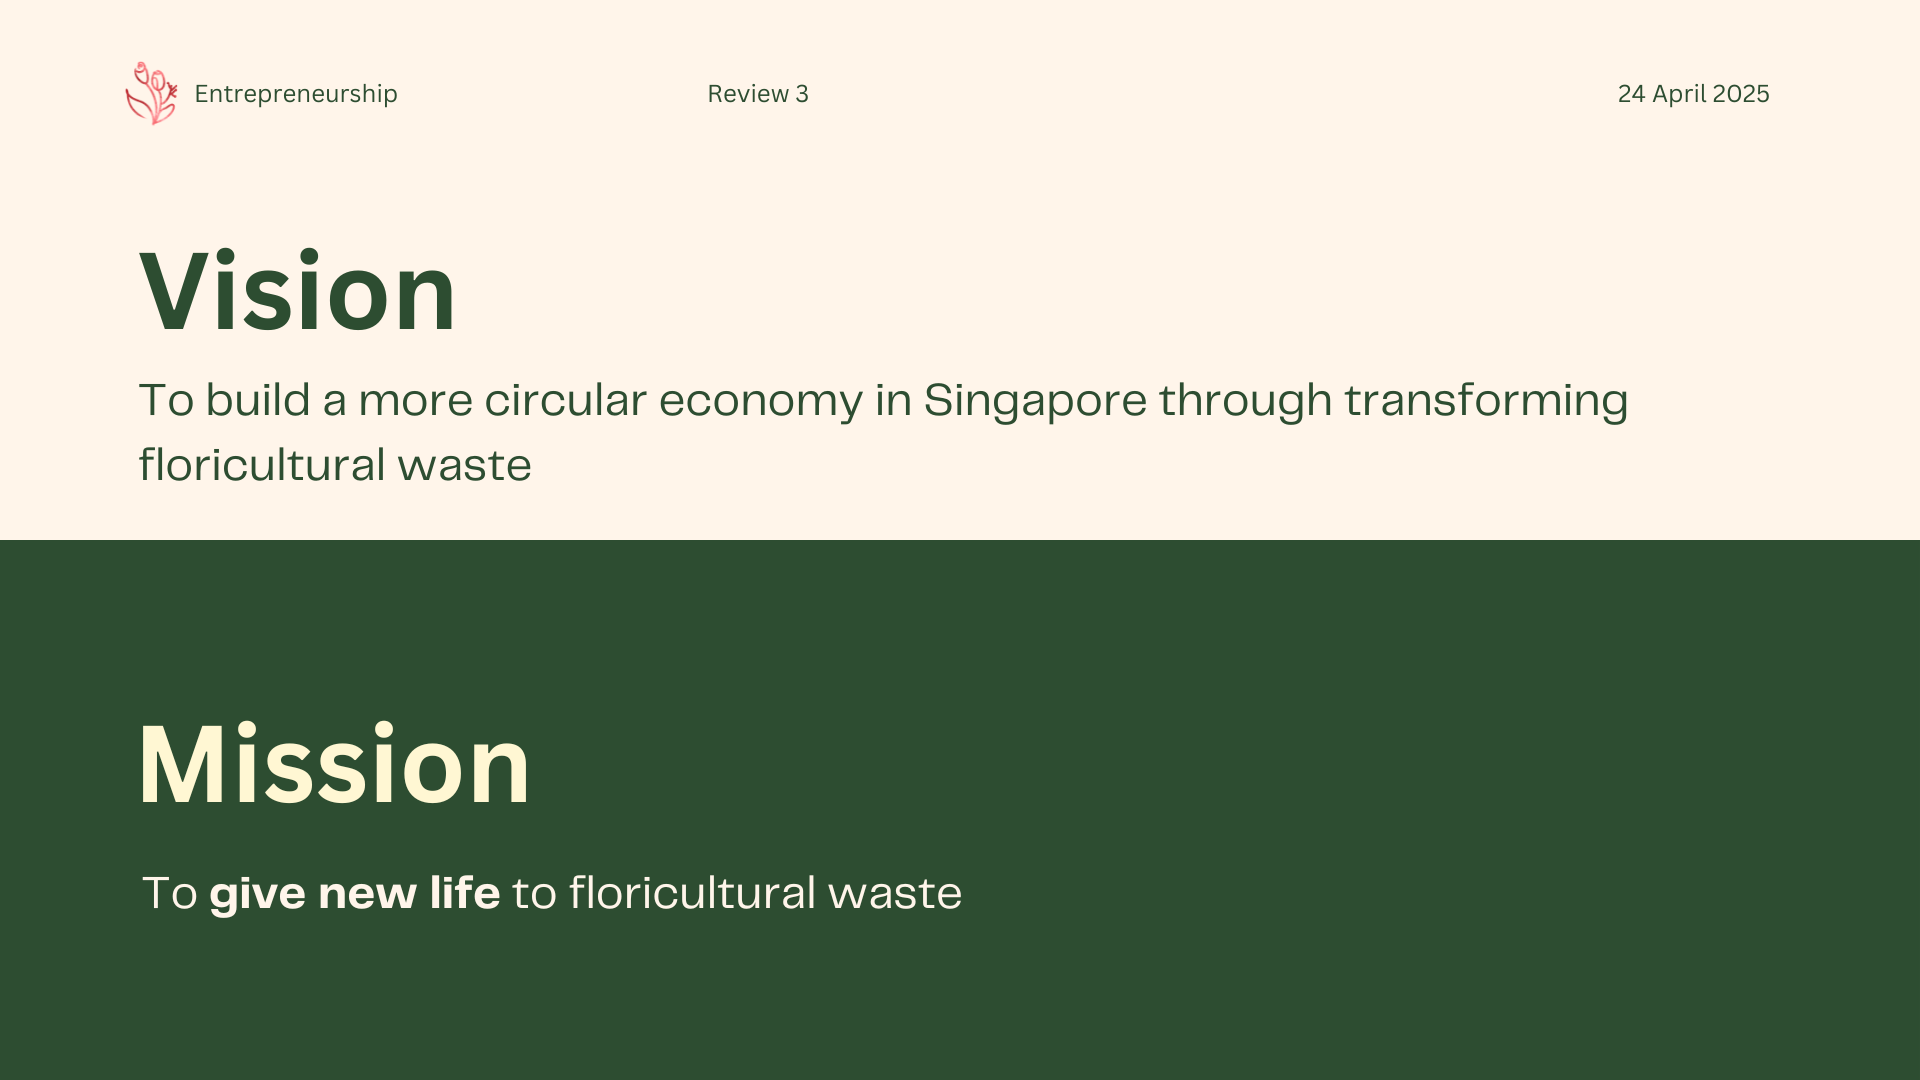 Entrepreneurship
Review 3
24 April 2025
Vision
To build a more circular economy in Singapore through transforming
floricultural waste
Mission
To give new life to floricultural waste